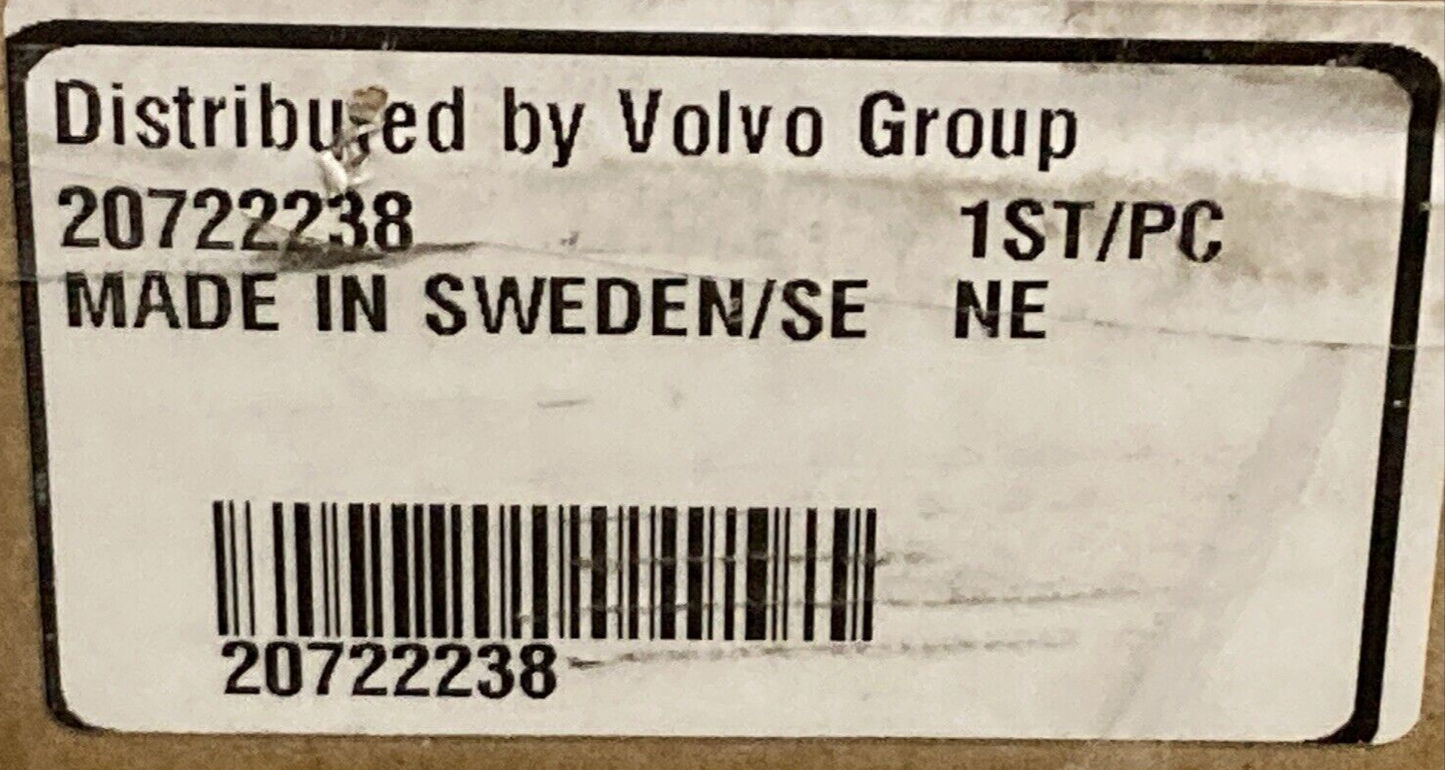 Distributed by Volvo Group
20722238 1ST/PC
MADE IN SWEDEN/SE NE
20722238